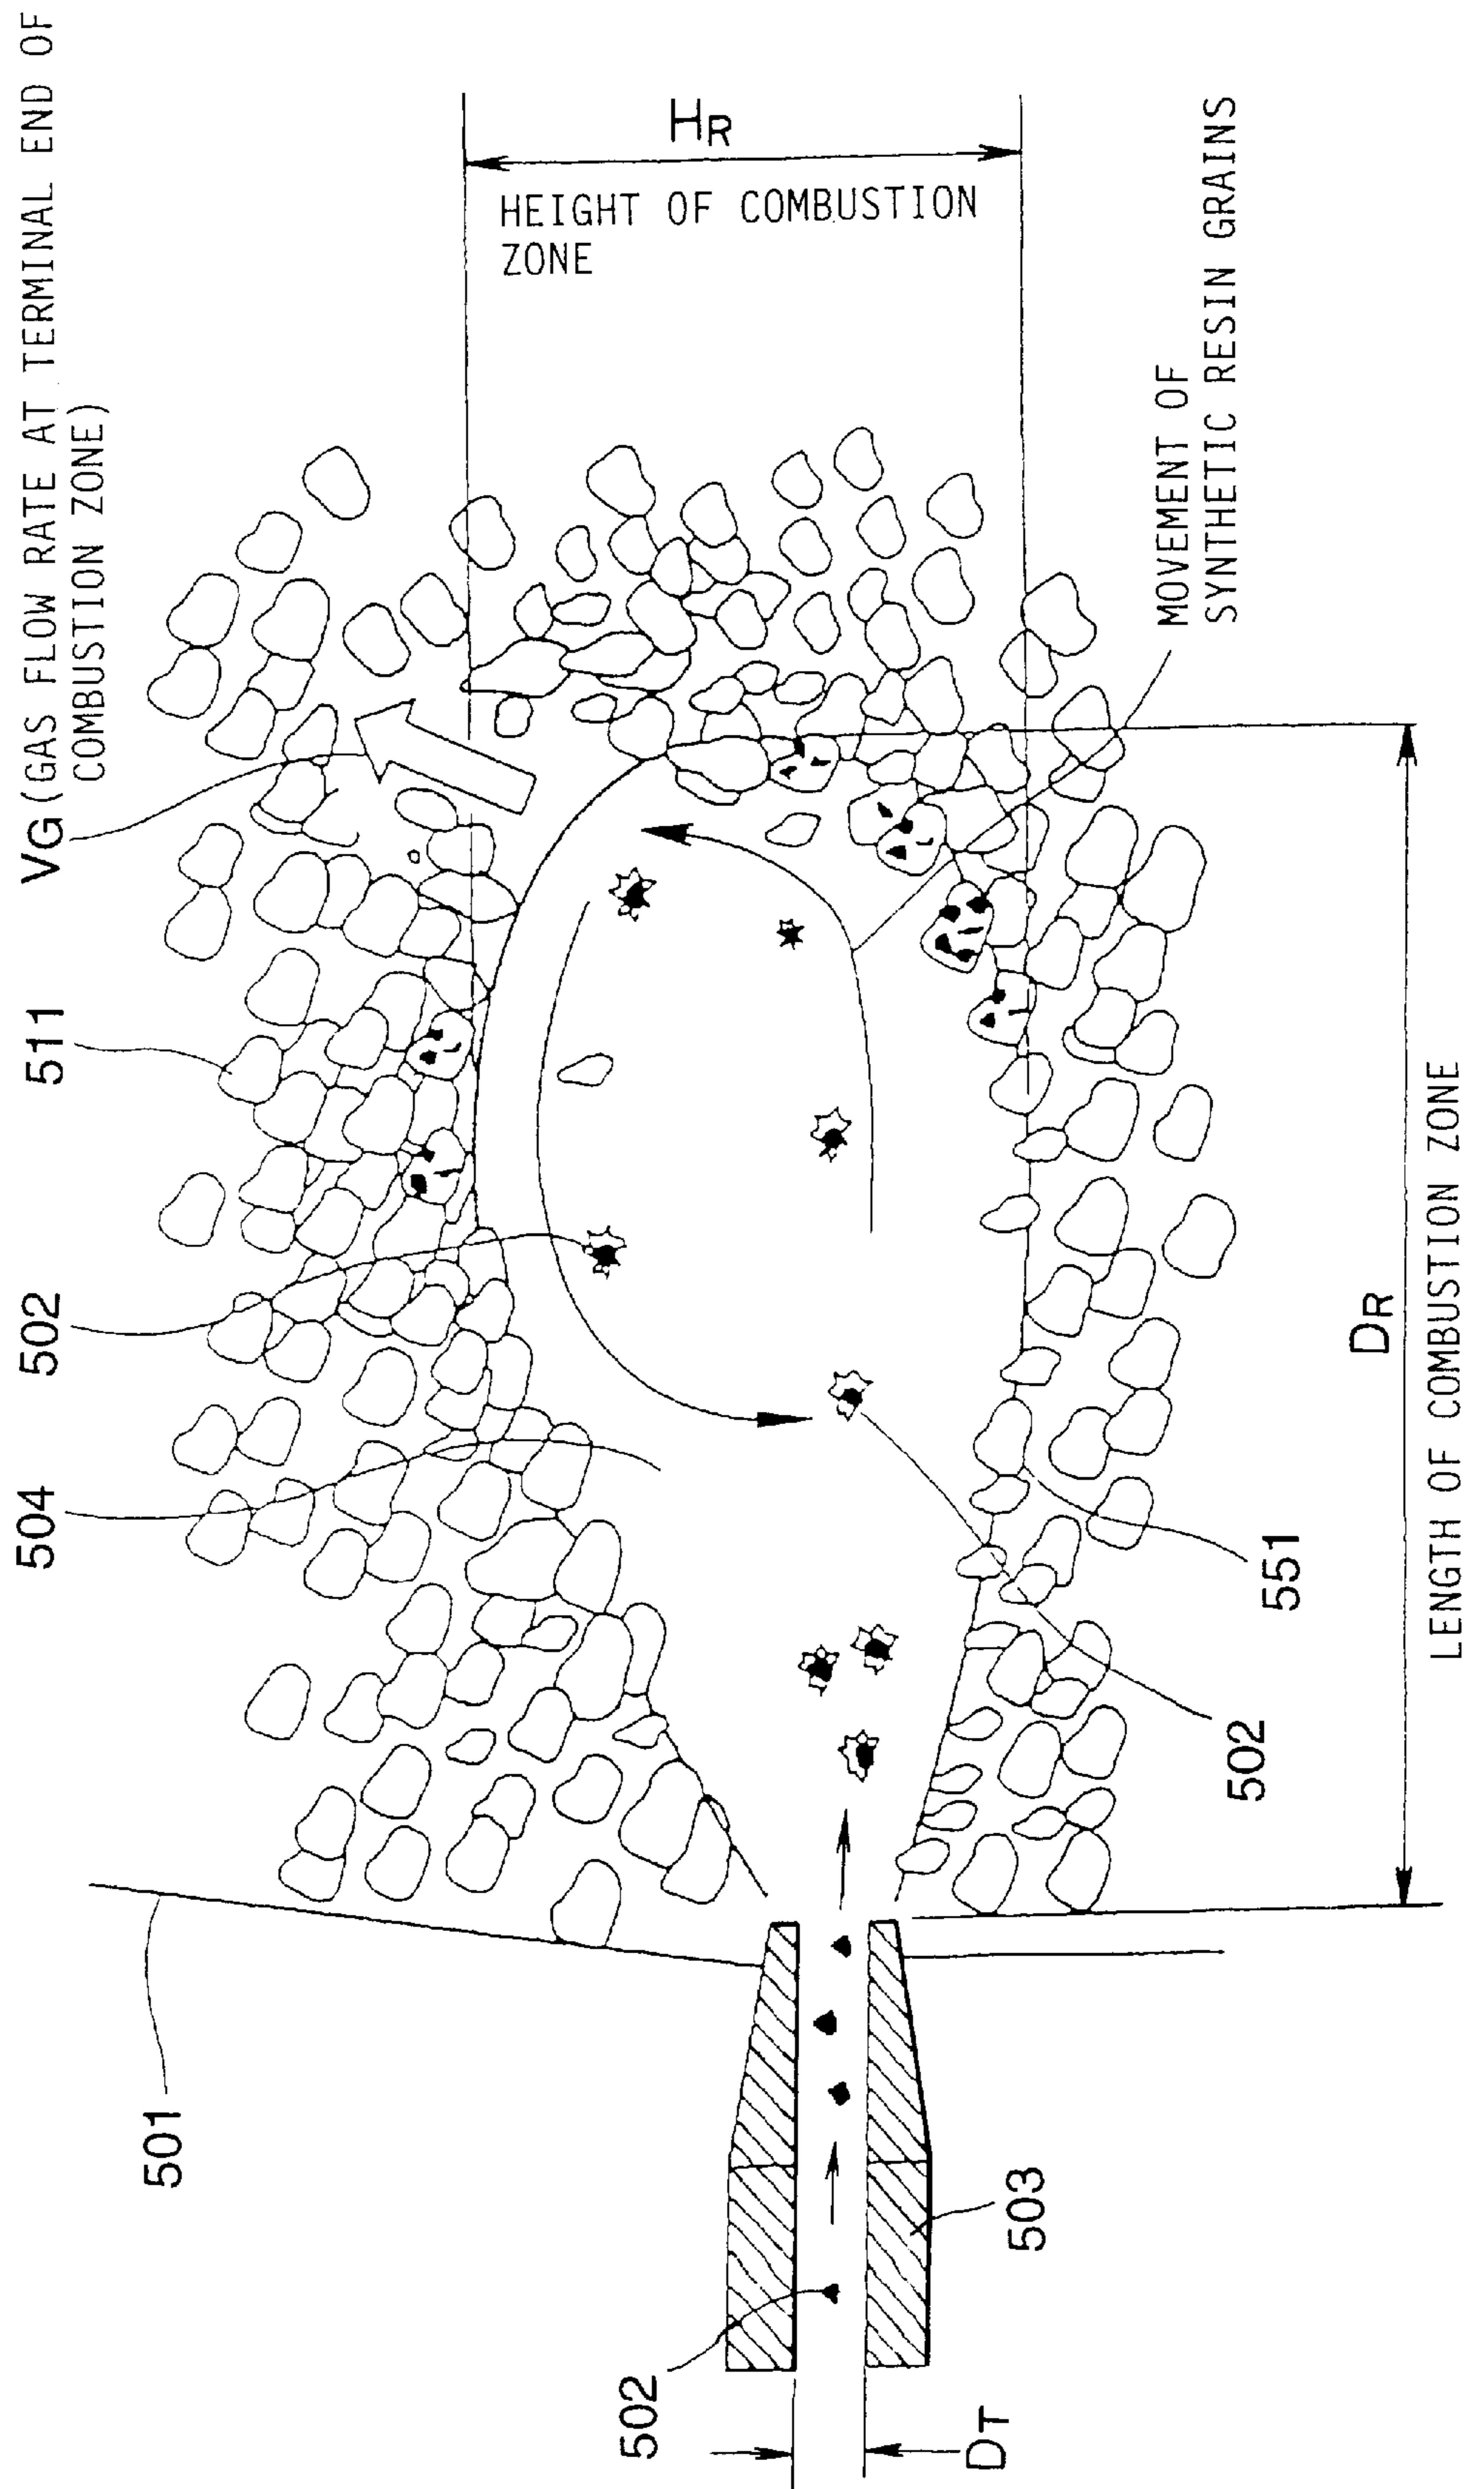 VG (GAS FLOW RATE AT TERMINAL END OF
COMBUSTION ZONE)
511
502
504
501
HR
HEIGHT OF COMBUSTION
ZONE
MOVEMENT OF
SYNTHETIC RESIN GRAINS
551
502
503
502
DT
DR
LENGTH OF COMBUSTION ZONE